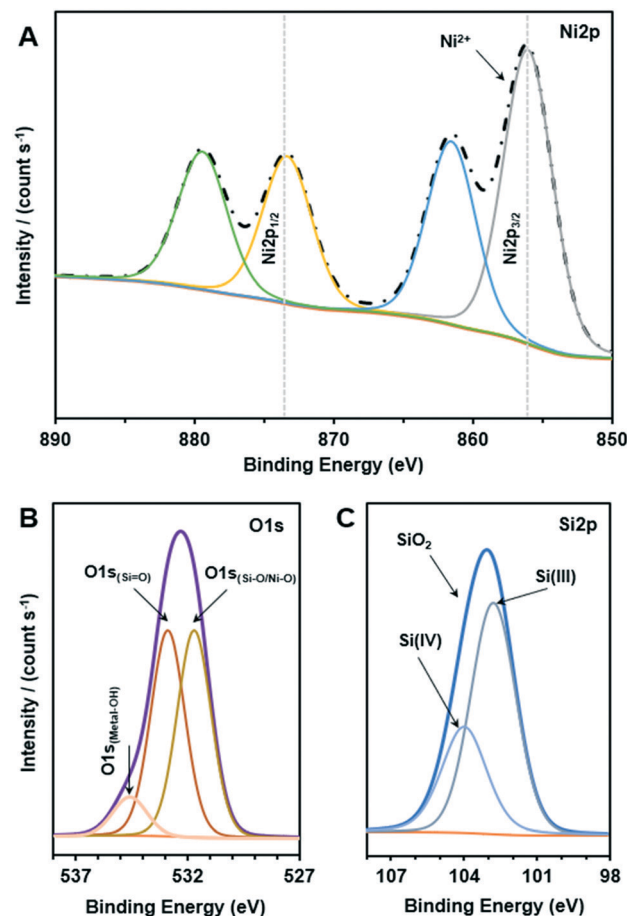 A
Ni2p
Ni²⁺
Intensity / (count s⁻¹)
Ni2p₁/₂
Ni2p₃/₂
890
880
870
860
850
Binding Energy (eV)
B
O1s
O1s(Si=O)
O1s(Si-O/Ni-O)
O1s(Metal-OH)
Intensity / (count s⁻¹)
537
532
527
Binding Energy (eV)
C
Si2p
SiO₂
Si(III)
Si(IV)
107
104
101
98
Binding Energy (eV)